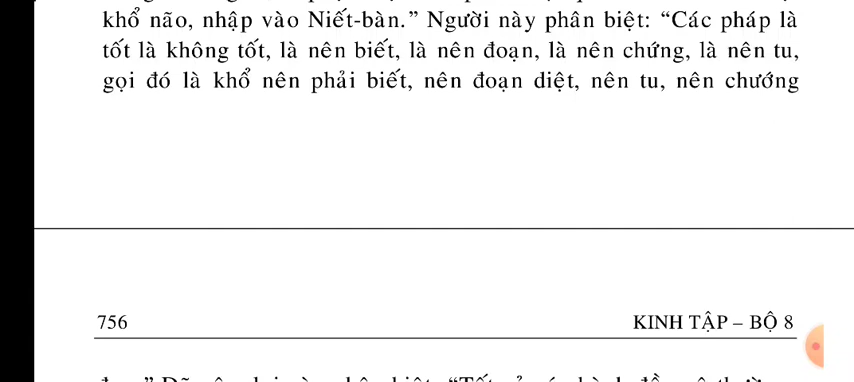 khổ não, nhập vào Niết-bàn.” Người này phân biệt: “Các pháp là
tốt là không tốt, là nên biết, là nên đoạn, là nên chứng, là nên tu,
gọi đó là khổ nên phải biết, nên đoạn diệt, nên tu, nên chướng
756
KINH TẬP – BỘ 8